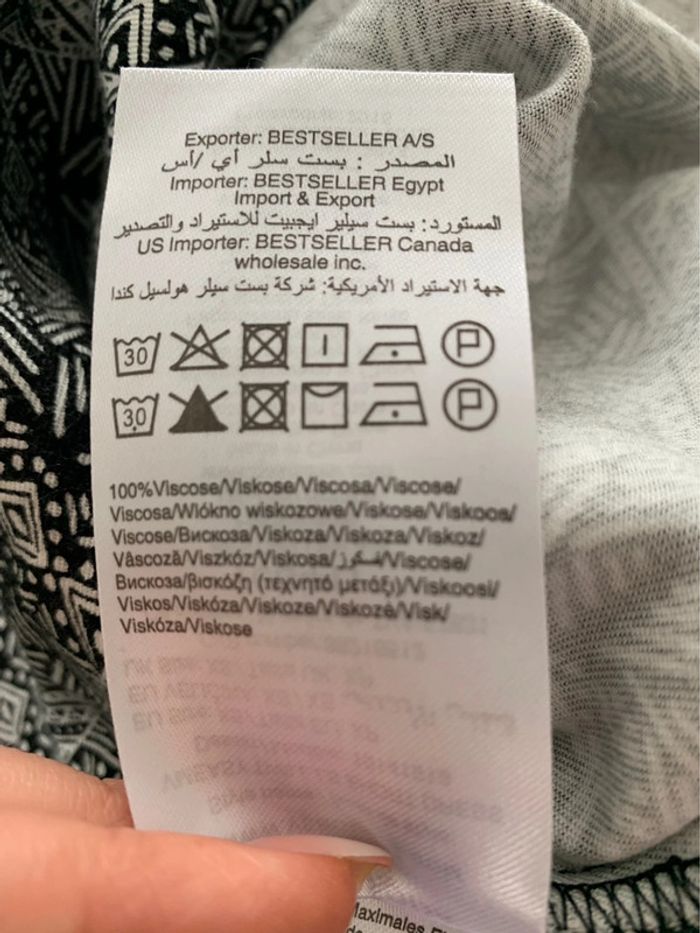 Exporter: BESTSELLER A/S
المصدر : بست سلر أي /أس
Importer: BESTSELLER Egypt
Import & Export
المستورد: بست سيلير ايجيبت للاستيراد والتصدير
US Importer: BESTSELLER Canada
wholesale inc.
جهة الاستيراد الأمريكية: شركة بست سيلر هولسيل كندا
30 P
30 P
100%Viscose/Viskose/Viscosa/Viscose/
Viscosa/Włókno wiskozowe/Viskose/Viskoos/
Viscose/Вискоза/Viskoza/Viskoza/Viskoz/
Vâscoză/Viszkóz/Viskosa/فسكوز/Viscose/
Вискоза/βισκόζη (τεχνητό μετάξι)/Viskoosi/
Viskos/Viskóza/Viskoze/Viskozė/Visk/
Viskóza/Viskose
Maximales